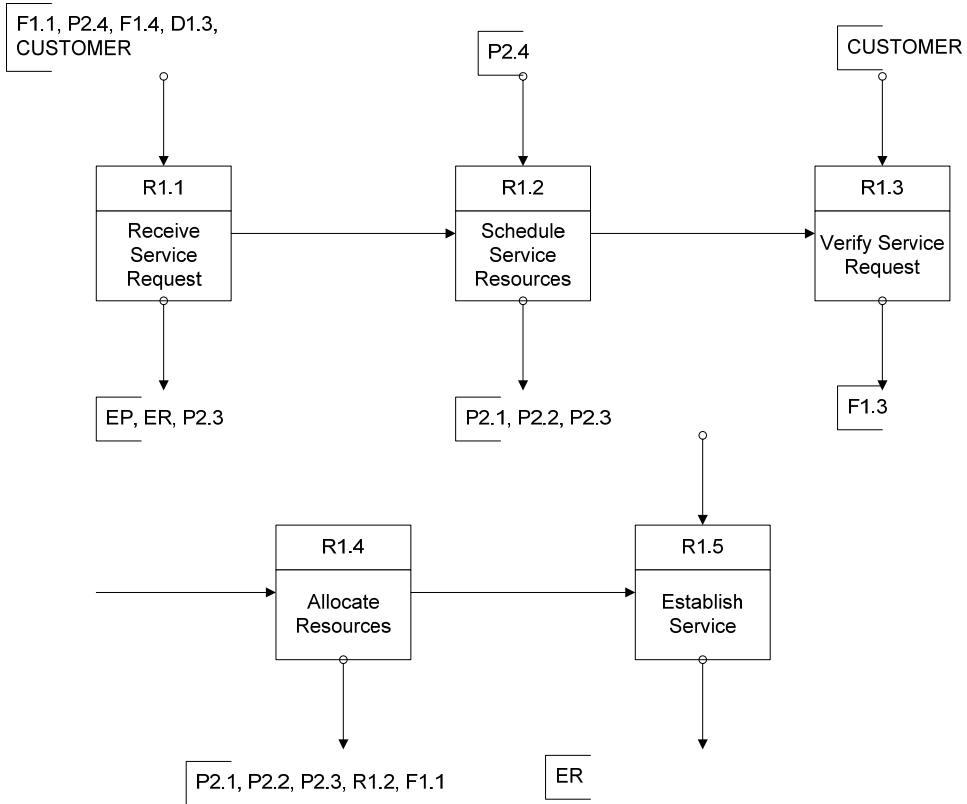 F1.1, P2.4, F1.4, D1.3,
CUSTOMER
P2.4
CUSTOMER
R1.1
Receive
Service
Request
R1.2
Schedule
Service
Resources
R1.3
Verify Service
Request
EP, ER, P2.3
P2.1, P2.2, P2.3
F1.3
R1.4
Allocate
Resources
R1.5
Establish
Service
P2.1, P2.2, P2.3, R1.2, F1.1
ER